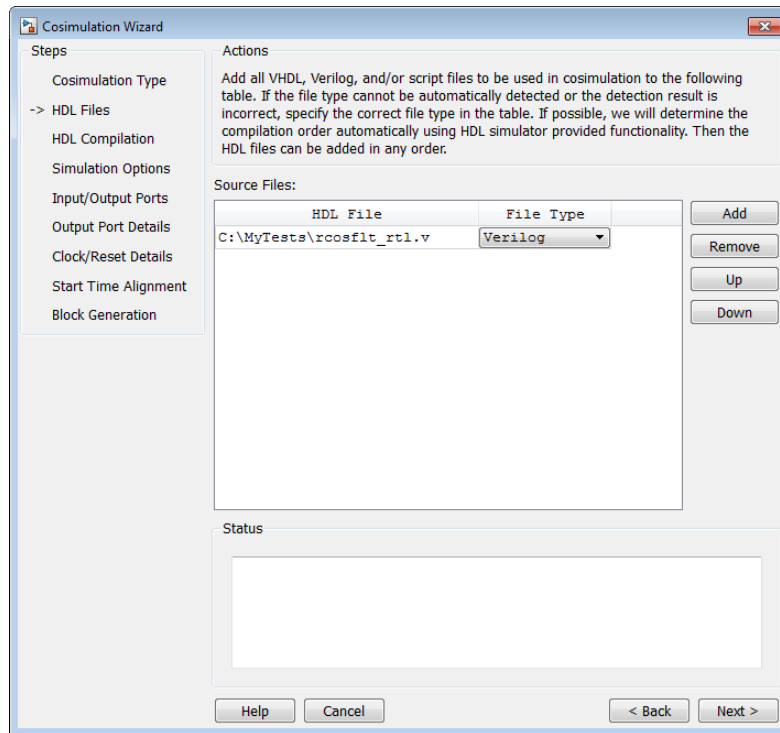 Cosimulation Wizard
Steps
Cosimulation Type
-> HDL Files
HDL Compilation
Simulation Options
Input/Output Ports
Output Port Details
Clock/Reset Details
Start Time Alignment
Block Generation
Actions
Add all VHDL, Verilog, and/or script files to be used in cosimulation to the following
table. If the file type cannot be automatically detected or the detection result is
incorrect, specify the correct file type in the table. If possible, we will determine the
compilation order automatically using HDL simulator provided functionality. Then the
HDL files can be added in any order.
Source Files:
HDL File File Type
C:\MyTests\rcosflt_rtl.v Verilog
Add
Remove
Up
Down
Status
Help Cancel < Back Next >